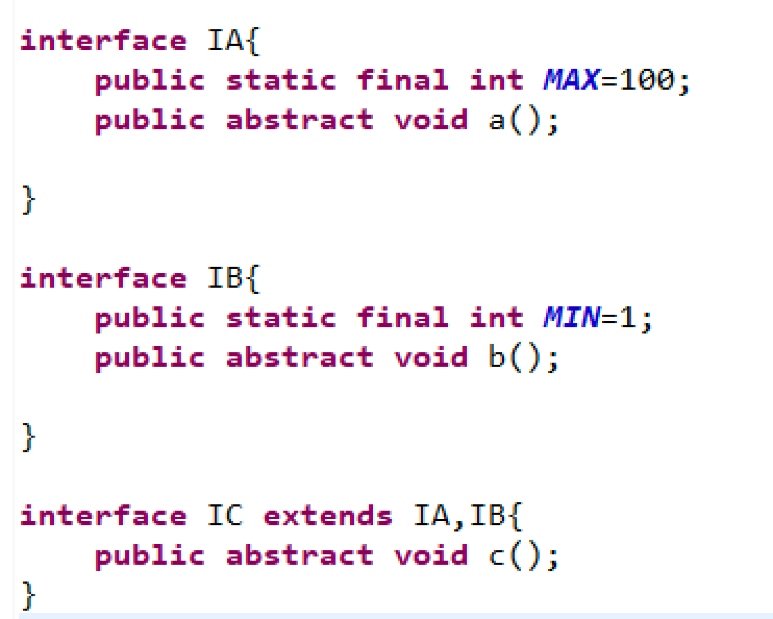 interface IA{
    public static final int MAX=100;
    public abstract void a();
}
interface IB{
    public static final int MIN=1;
    public abstract void b();
}
interface IC extends IA,IB{
    public abstract void c();
}